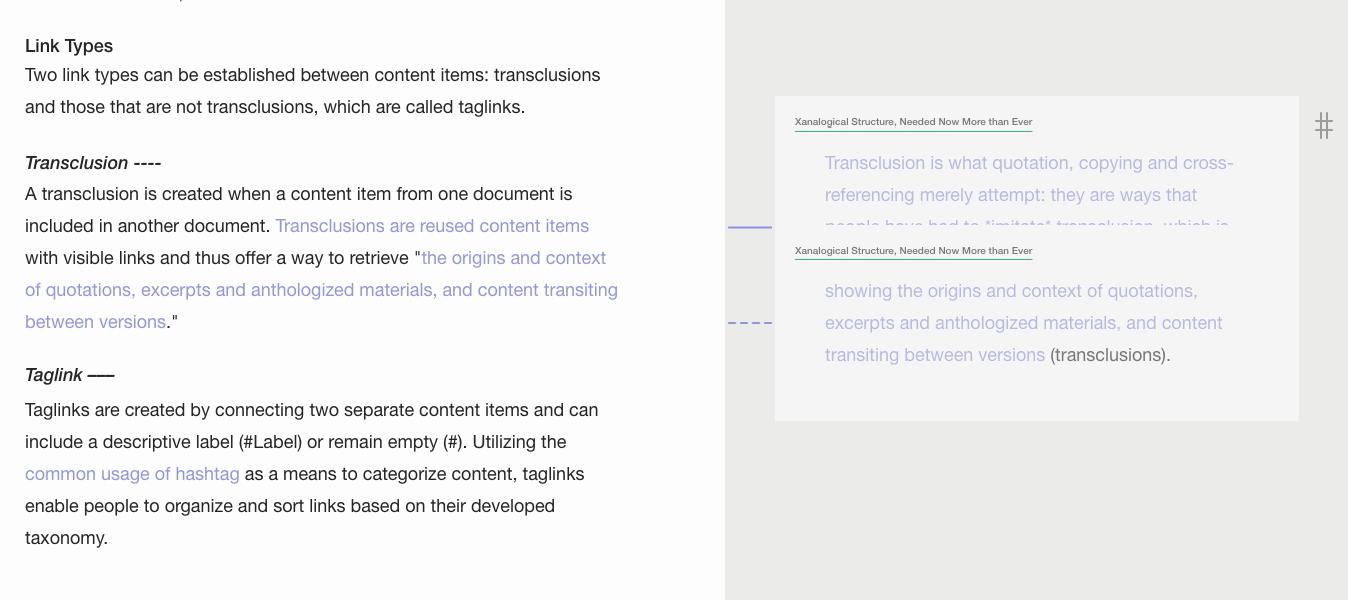 Link Types
Two link types can be established between content items: transclusions
and those that are not transclusions, which are called taglinks.
Transclusion ----
A transclusion is created when a content item from one document is
included in another document. Transclusions are reused content items
with visible links and thus offer a way to retrieve "the origins and context
of quotations, excerpts and anthologized materials, and content transiting
between versions."
Taglink ––––
Taglinks are created by connecting two separate content items and can
include a descriptive label (#Label) or remain empty (#). Utilizing the
common usage of hashtag as a means to categorize content, taglinks
enable people to organize and sort links based on their developed
taxonomy.
Xanalogical Structure, Needed Now More than Ever
Transclusion is what quotation, copying and cross-
referencing merely attempt: they are ways that
people have had to "imitate" transclusion, which is
Xanalogical Structure, Needed Now More than Ever
showing the origins and context of quotations,
excerpts and anthologized materials, and content
transiting between versions (transclusions).
#